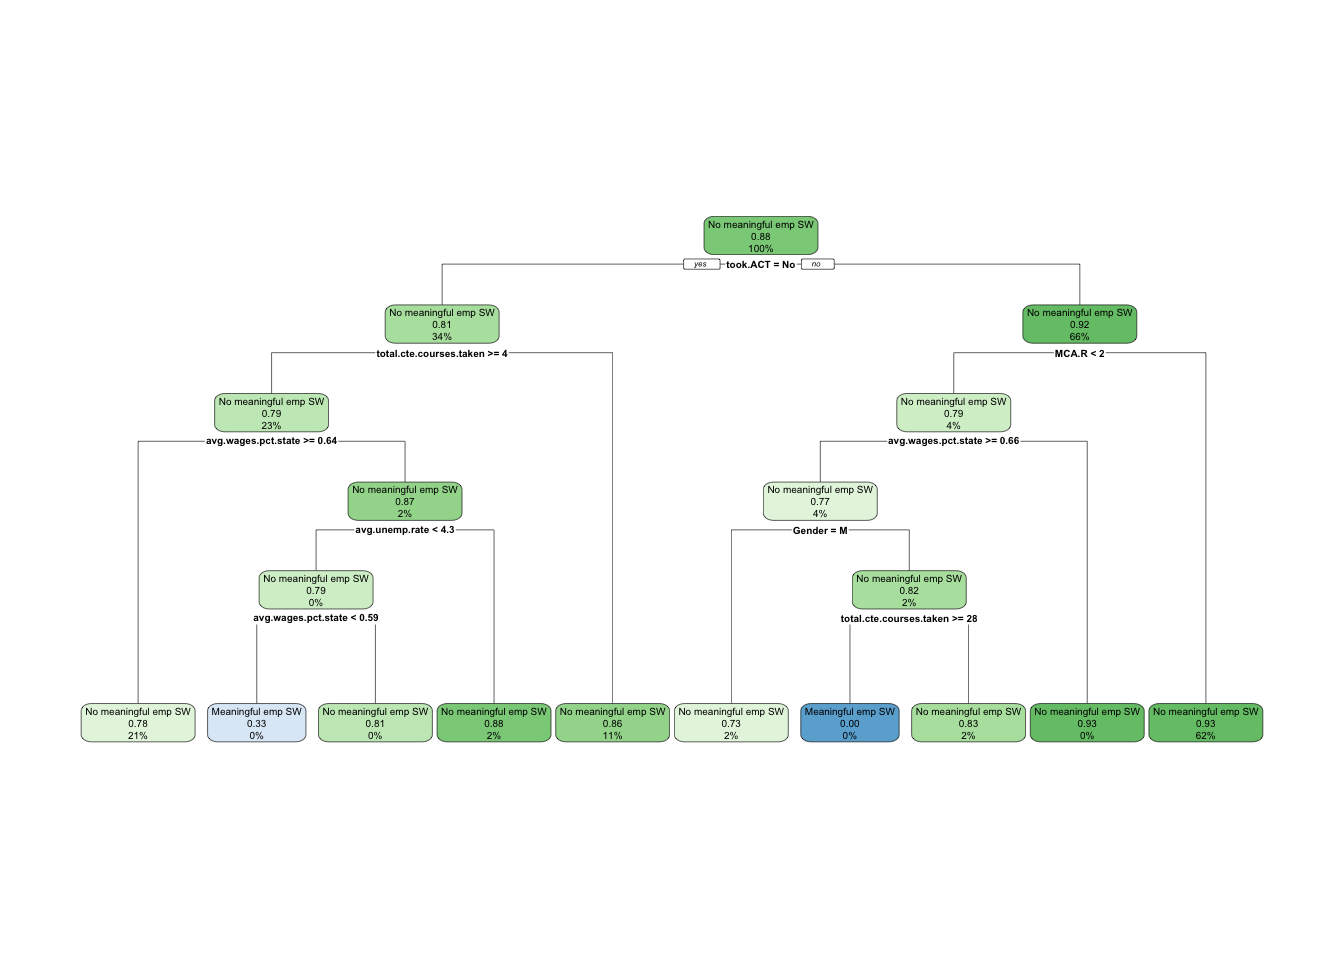 No meaningful emp SW
0.88
100%
yes
took.ACT = No
no
No meaningful emp SW
0.81
34%
No meaningful emp SW
0.92
66%
total.cte.courses.taken >= 4
MCA.R < 2
No meaningful emp SW
0.79
23%
No meaningful emp SW
0.79
4%
avg.wages.pct.state >= 0.64
avg.wages.pct.state >= 0.66
No meaningful emp SW
0.87
2%
No meaningful emp SW
0.77
4%
avg.unemp.rate < 4.3
Gender = M
No meaningful emp SW
0.79
0%
No meaningful emp SW
0.82
2%
avg.wages.pct.state < 0.59
total.cte.courses.taken >= 28
No meaningful emp SW
0.78
21%
Meaningful emp SW
0.33
0%
No meaningful emp SW
0.81
0%
No meaningful emp SW
0.88
2%
No meaningful emp SW
0.86
11%
No meaningful emp SW
0.73
2%
Meaningful emp SW
0.00
0%
No meaningful emp SW
0.83
2%
No meaningful emp SW
0.93
0%
No meaningful emp SW
0.93
62%